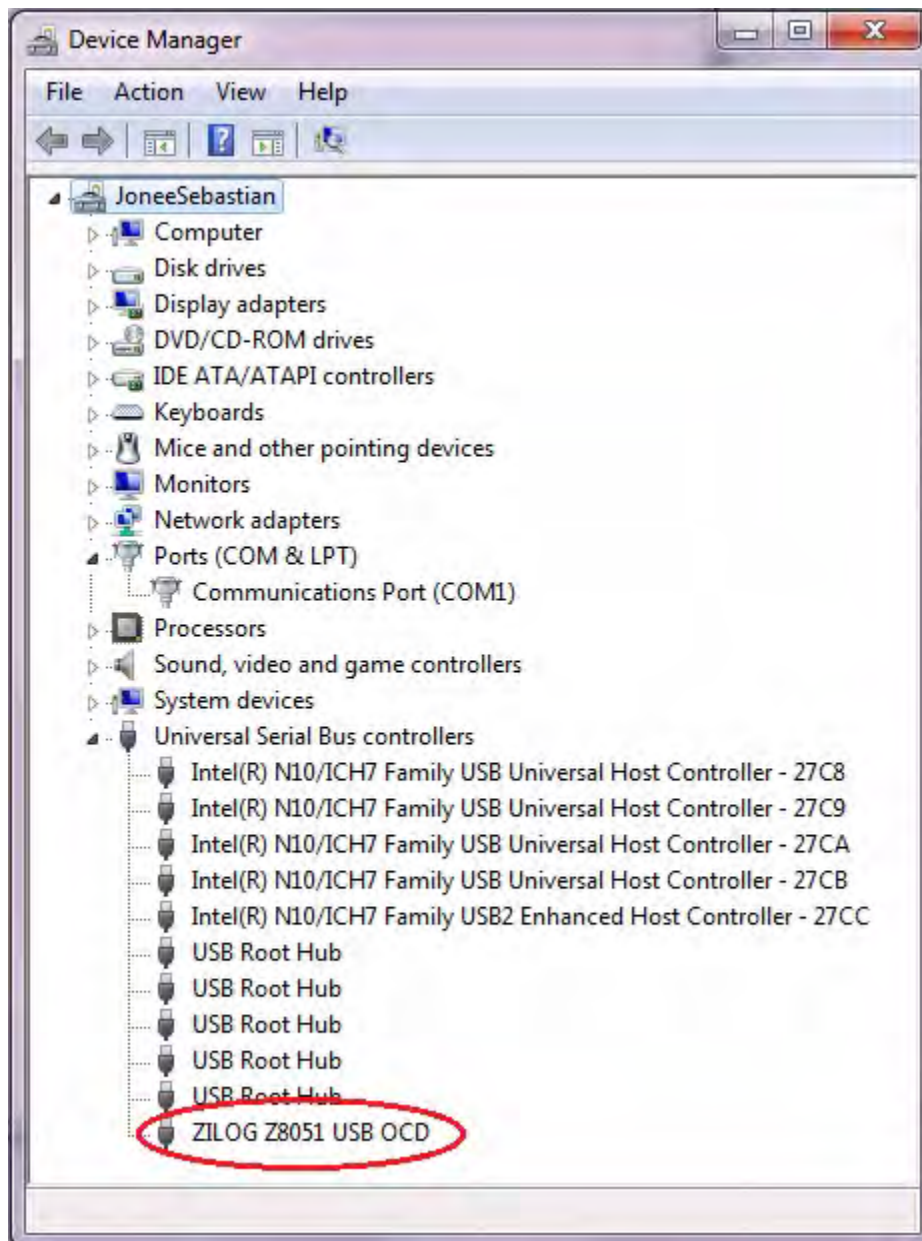 Device Manager
File Action View Help
JoneeSebastian
Computer
Disk drives
Display adapters
DVD/CD-ROM drives
IDE ATA/ATAPI controllers
Keyboards
Mice and other pointing devices
Monitors
Network adapters
Ports (COM & LPT)
Communications Port (COM1)
Processors
Sound, video and game controllers
System devices
Universal Serial Bus controllers
Intel(R) N10/ICH7 Family USB Universal Host Controller - 27C8
Intel(R) N10/ICH7 Family USB Universal Host Controller - 27C9
Intel(R) N10/ICH7 Family USB Universal Host Controller - 27CA
Intel(R) N10/ICH7 Family USB Universal Host Controller - 27CB
Intel(R) N10/ICH7 Family USB2 Enhanced Host Controller - 27CC
USB Root Hub
USB Root Hub
USB Root Hub
USB Root Hub
USB Root Hub
ZILOG Z8051 USB OCD